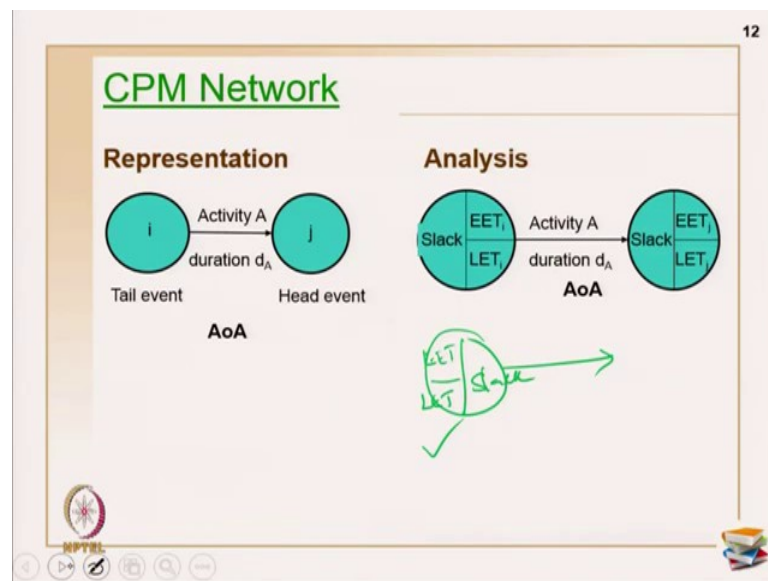 12
CPM Network
Representation
i
Activity A
duration dA
j
Tail event
Head event
AoA
Analysis
Slack
EETi
LETi
Activity A
duration dA
AoA
Slack
EETj
LETj
EET
LET
Slack
NPTEL